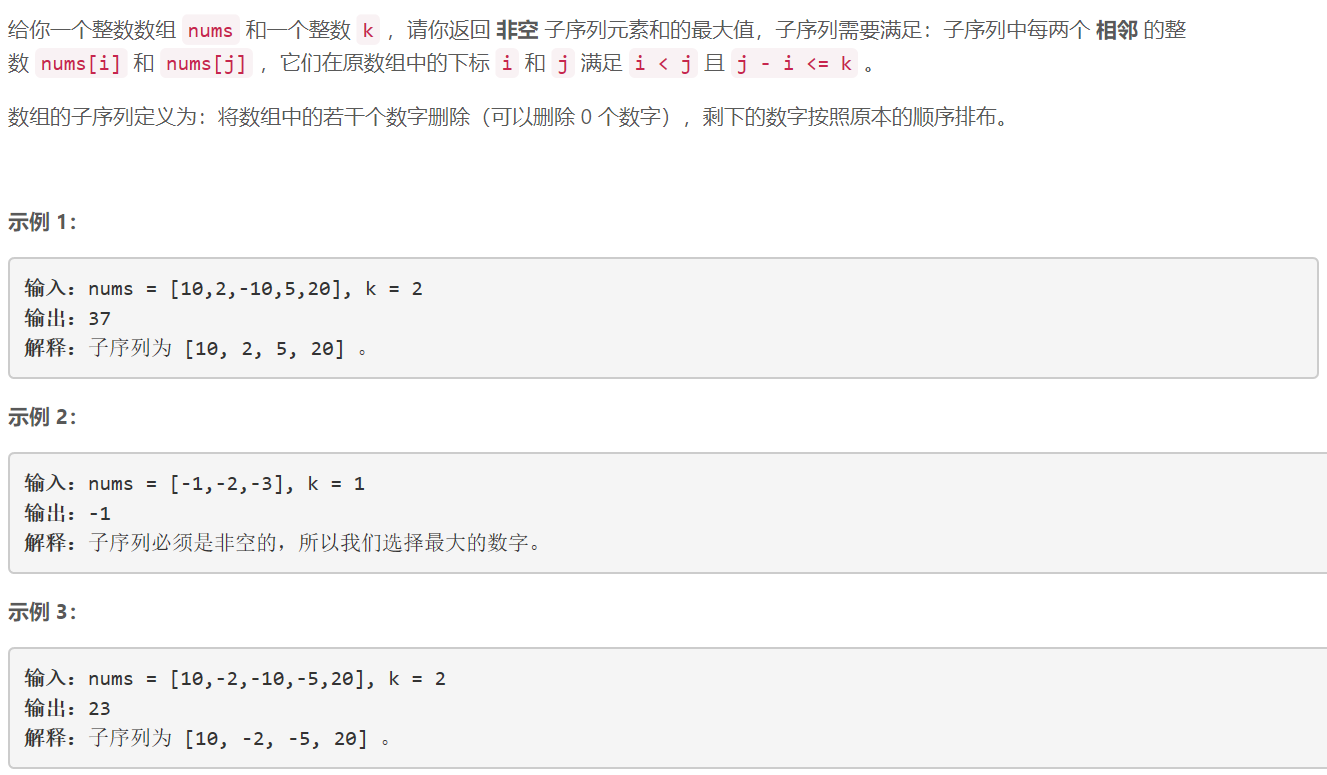 给你一个整数数组 nums 和一个整数 k ，请你返回 非空 子序列元素和的最大值，子序列需要满足：子序列中每两个 相邻 的整
数 nums[i] 和 nums[j] ，它们在原数组中的下标 i 和 j 满足 i < j 且 j - i <= k 。
数组的子序列定义为：将数组中的若干个数字删除（可以删除 0 个数字），剩下的数字按照原本的顺序排布。
示例 1：
输入：nums = [10,2,-10,5,20], k = 2
输出：37
解释：子序列为 [10, 2, 5, 20] 。
示例 2：
输入：nums = [-1,-2,-3], k = 1
输出：-1
解释：子序列必须是非空的，所以我们选择最大的数字。
示例 3：
输入：nums = [10,-2,-10,-5,20], k = 2
输出：23
解释：子序列为 [10, -2, -5, 20] 。